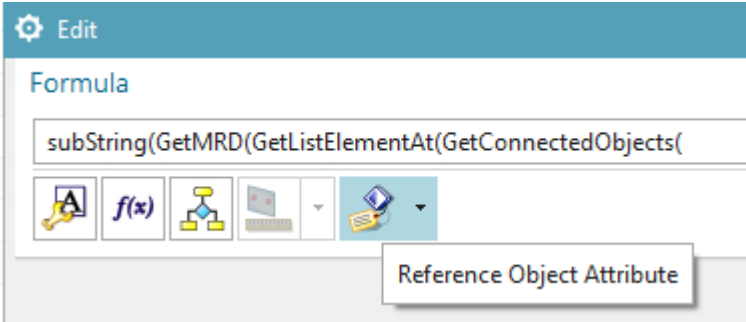 Edit
Formula
subString(GetMRD(GetListElementAt(GetConnectedObjects(
A
f(x)
Reference Object Attribute